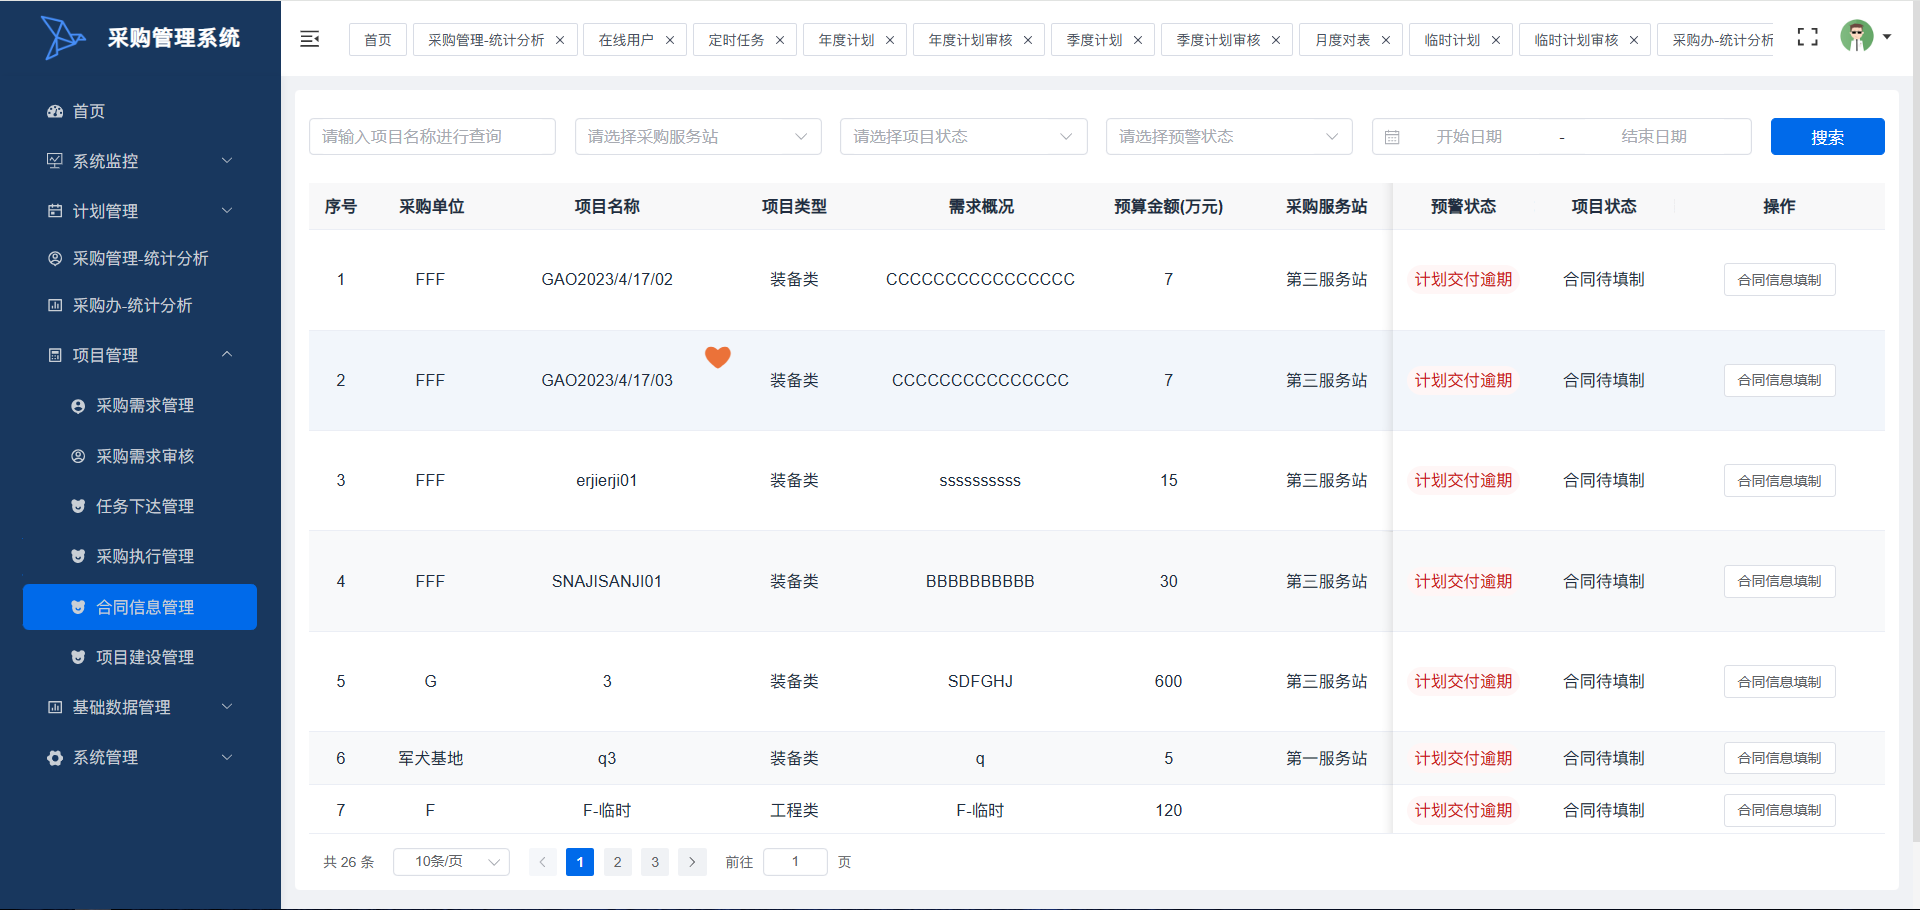 采购管理系统
首页
系统监控
计划管理
采购管理-统计分析
采购办-统计分析
项目管理
采购需求管理
采购需求审核
任务下达管理
采购执行管理
合同信息管理
项目建设管理
基础数据管理
系统管理
首页 采购管理-统计分析 在线用户 定时任务 年度计划 年度计划审核 季度计划 季度计划审核 月度对表 临时计划 临时计划审核 采购办-统计分析
请输入项目名称进行查询 请选择采购服务站 请选择项目状态 请选择预警状态 开始日期 - 结束日期 搜索
序号 采购单位 项目名称 项目类型 需求概况 预算金额(万元) 采购服务站 预警状态 项目状态 操作
1 FFF GAO2023/4/17/02 装备类 CCCCCCCCCCCCCCCC 7 第三服务站 计划交付逾期 合同待填制 合同信息填制
2 FFF GAO2023/4/17/03 装备类 CCCCCCCCCCCCCCC 7 第三服务站 计划交付逾期 合同待填制 合同信息填制
3 FFF erjierji01 装备类 ssssssssss 15 第三服务站 计划交付逾期 合同待填制 合同信息填制
4 FFF SNAJISANJI01 装备类 BBBBBBBBBB 30 第三服务站 计划交付逾期 合同待填制 合同信息填制
5 G 3 装备类 SDFGHJ 600 第三服务站 计划交付逾期 合同待填制 合同信息填制
6 军犬基地 q3 装备类 q 5 第一服务站 计划交付逾期 合同待填制 合同信息填制
7 F F-临时 工程类 F-临时 120 计划交付逾期 合同待填制 合同信息填制
共 26 条 10条/页 1 2 3 前往 1 页